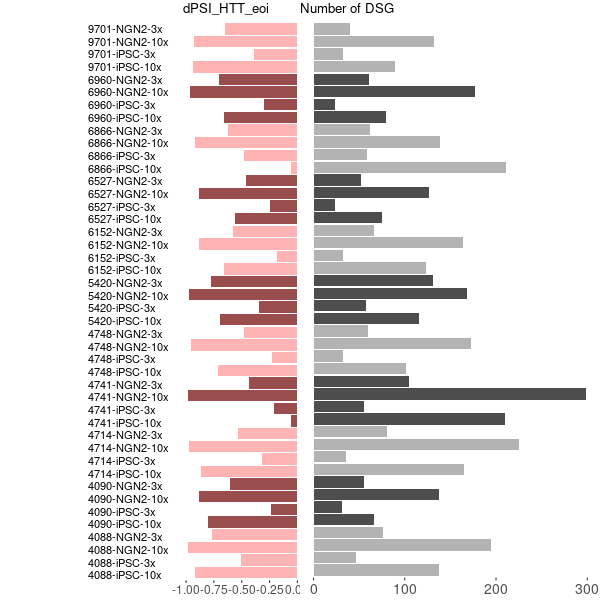 dPSI_HTT_eoi Number of DSG
9701-NGN2-3x
9701-NGN2-10x
9701-iPSC-3x
9701-iPSC-10x
6960-NGN2-3x
6960-NGN2-10x
6960-iPSC-3x
6960-iPSC-10x
6866-NGN2-3x
6866-NGN2-10x
6866-iPSC-3x
6866-iPSC-10x
6527-NGN2-3x
6527-NGN2-10x
6527-iPSC-3x
6527-iPSC-10x
6152-NGN2-3x
6152-NGN2-10x
6152-iPSC-3x
6152-iPSC-10x
5420-NGN2-3x
5420-NGN2-10x
5420-iPSC-3x
5420-iPSC-10x
4748-NGN2-3x
4748-NGN2-10x
4748-iPSC-3x
4748-iPSC-10x
4741-NGN2-3x
4741-NGN2-10x
4741-iPSC-3x
4741-iPSC-10x
4714-NGN2-3x
4714-NGN2-10x
4714-iPSC-3x
4714-iPSC-10x
4090-NGN2-3x
4090-NGN2-10x
4090-iPSC-3x
4090-iPSC-10x
4088-NGN2-3x
4088-NGN2-10x
4088-iPSC-3x
4088-iPSC-10x
-1.00-0.75-0.50-0.250.0 0 100 200 300